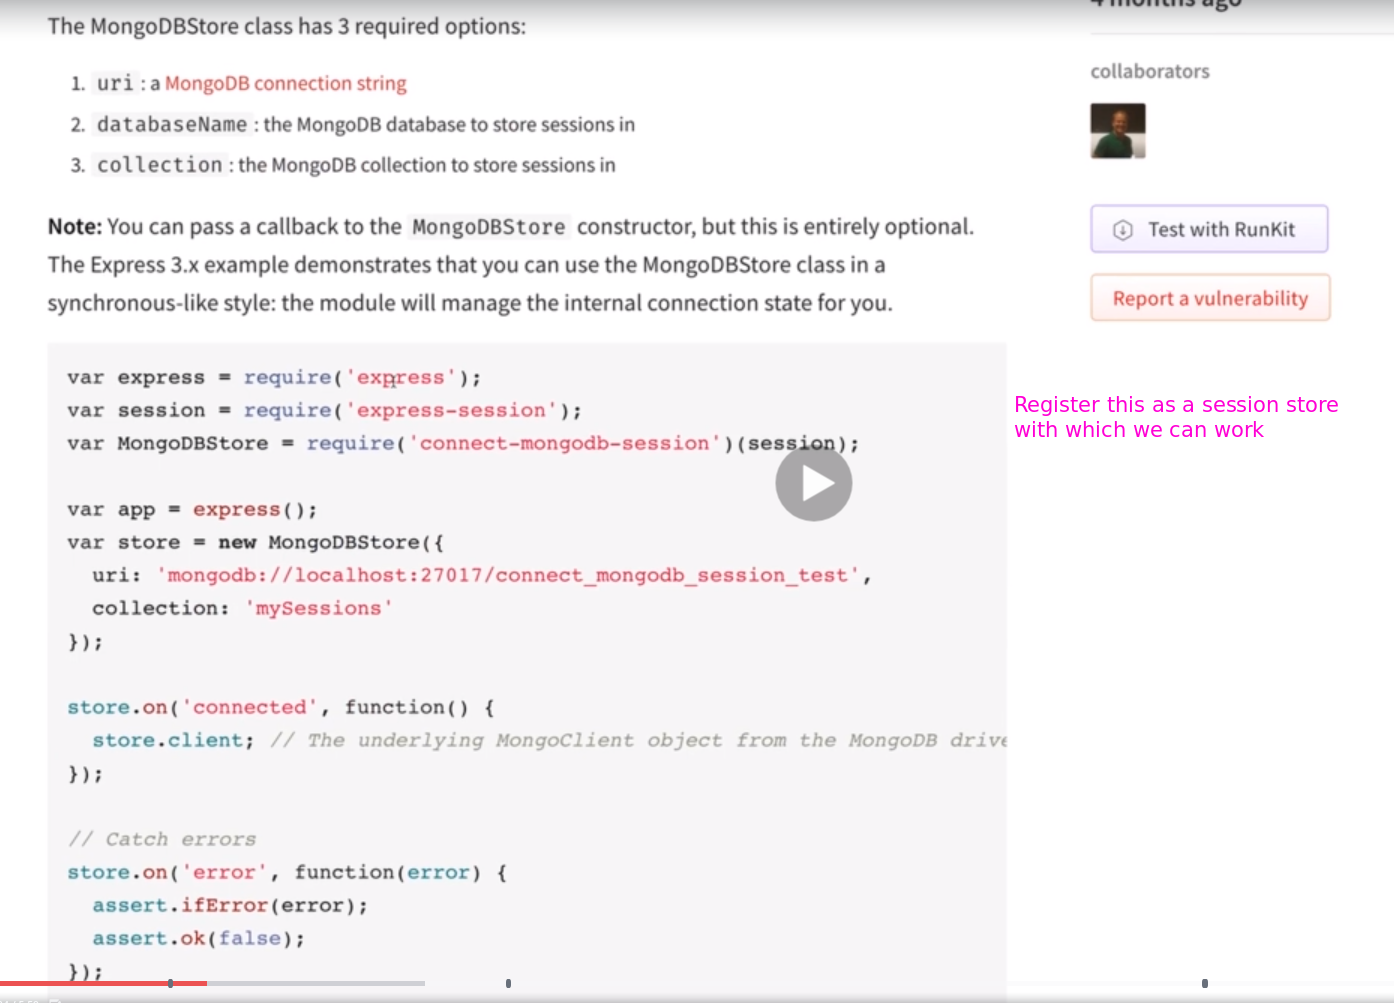 4 months ago
The MongoDBStore class has 3 required options:
1. uri : a MongoDB connection string
2. databaseName : the MongoDB database to store sessions in
3. collection : the MongoDB collection to store sessions in
collaborators
Note: You can pass a callback to the MongoDBStore constructor, but this is entirely optional.
The Express 3.x example demonstrates that you can use the MongoDBStore class in a
synchronous-like style: the module will manage the internal connection state for you.
Test with RunKit
Report a vulnerability
var express = require('express');
var session = require('express-session');
var MongoDBStore = require('connect-mongodb-session')(session);
Register this as a session store
with which we can work
var app = express();
var store = new MongoDBStore({
  uri: 'mongodb://localhost:27017/connect_mongodb_session_test',
  collection: 'mySessions'
});
store.on('connected', function() {
  store.client; // The underlying MongoClient object from the MongoDB drive
});
// Catch errors
store.on('error', function(error) {
  assert.ifError(error);
  assert.ok(false);
});